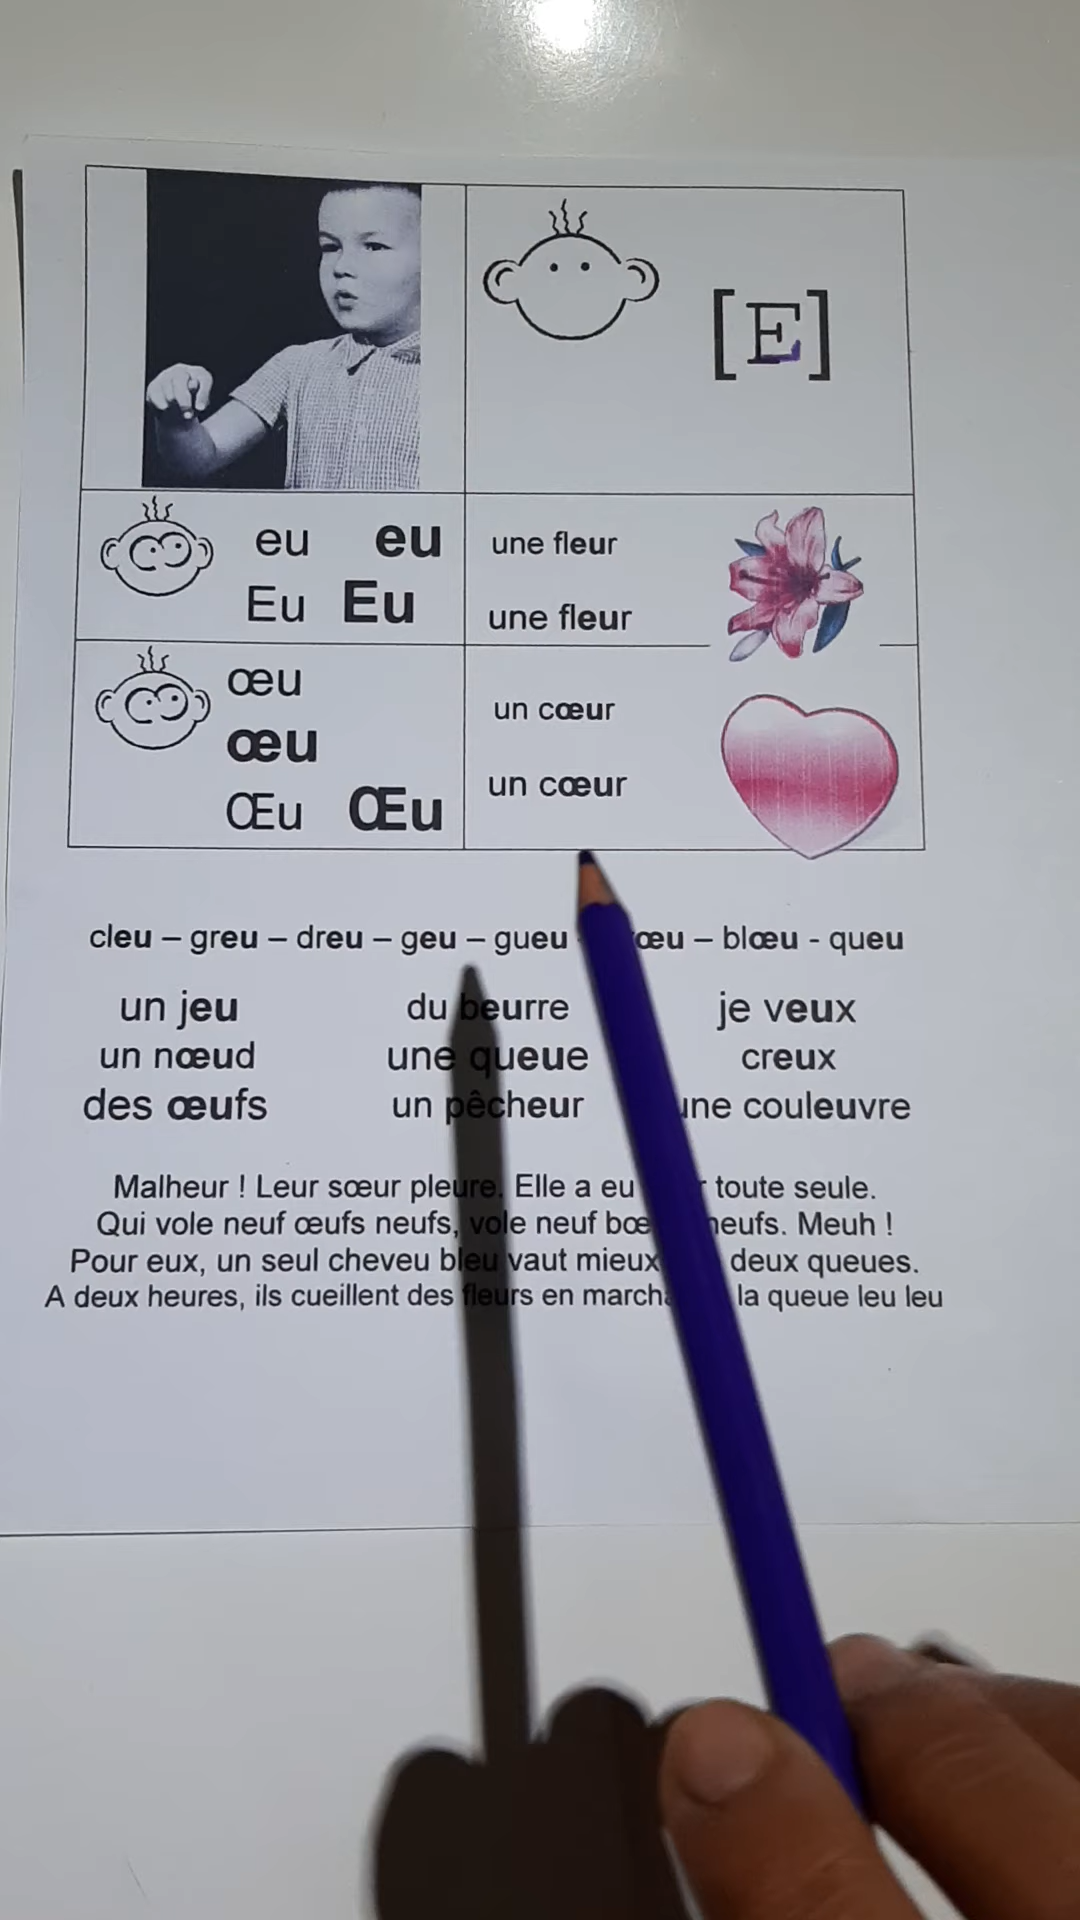 [E]
eu eu
Eu Eu
une fleur
une fleur
œu
œu
Œu Œu
un cœur
un cœur
cleu – greu – dreu – geu – gueu œu – blœu - queu
un jeu du beurre je veux
un nœud une queue creux
des œufs un pêcheur une couleuvre
Malheur ! Leur sœur pleure. Elle a eu toute seule.
Qui vole neuf œufs neufs, vole neuf neufs. Meuh !
Pour eux, un seul cheveu bleu vaut mieux deux queues.
A deux heures, ils cueillent des fleurs en la queue leu leu